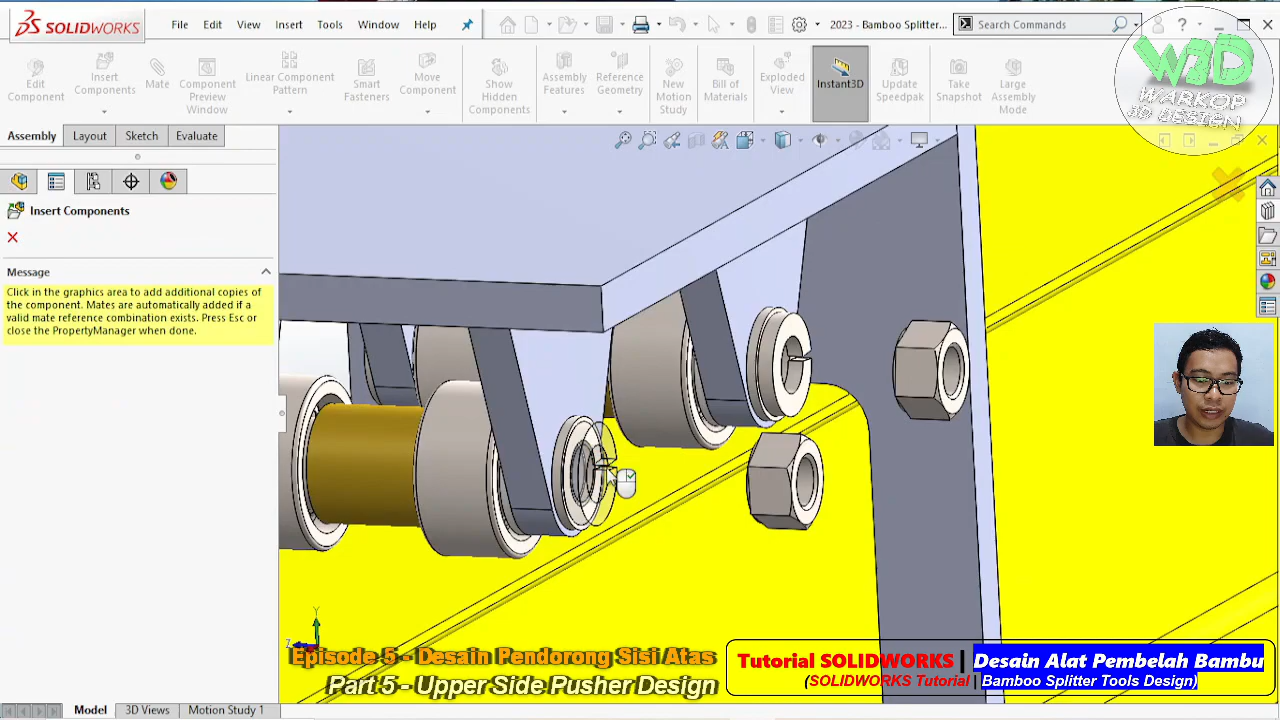 SOLIDWORKS
File Edit View Insert Tools Window Help
2023 - Bamboo Splitter...
Search Commands
Edit Component
Insert Components
Mate
Component Preview Window
Linear Component Pattern
Smart Fasteners
Move Component
Show Hidden Components
Assembly Features
Reference Geometry
New Motion Study
Bill of Materials
Exploded View
Instant3D
Update Speedpak
Take Snapshot
Large Assembly Mode
W3D
WARKOP
3D DESIGN
Assembly Layout Sketch Evaluate
Insert Components
Message
Click in the graphics area to add additional copies
of the component. Mates are automatically added if a
valid mate reference combination exists. Press Esc or
close the PropertyManager when done.
Y
Z
Episode 5 - Desain Pendorong Sisi Atas
Part 5 - Upper Side Pusher Design
Tutorial SOLIDWORKS | Desain Alat Pembelah Bambu
(SOLIDWORKS Tutorial | Bamboo Splitter Tools Design)
Model 3D Views Motion Study 1